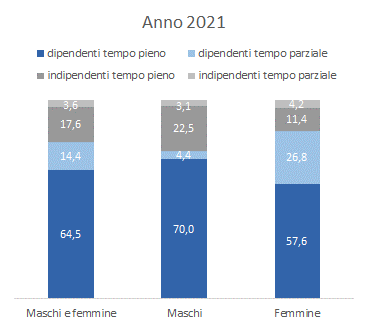 Anno 2021
dipendenti tempo pieno dipendenti tempo parziale
indipendenti tempo pieno indipendenti tempo parziale
3,6 3,1 4,2
17,6 22,5 11,4
14,4 4,4 26,8
64,5 70,0 57,6
Maschi e femmine Maschi Femmine